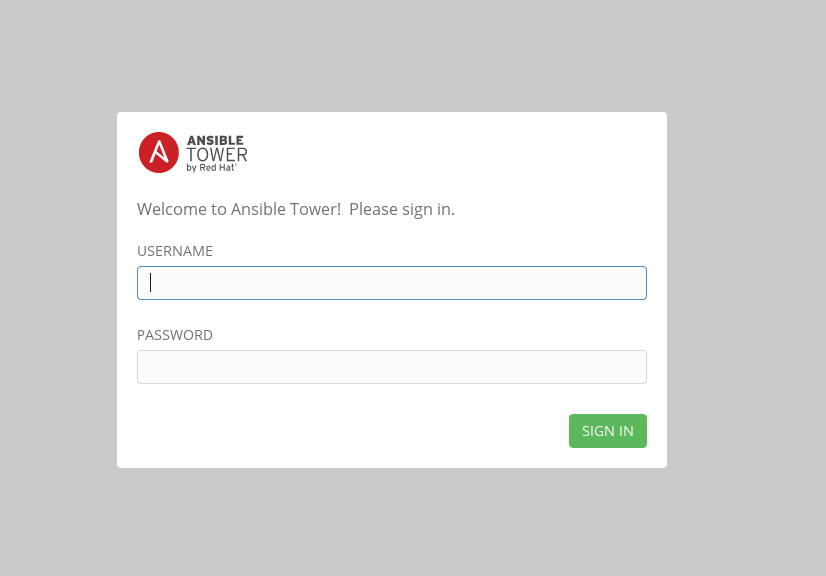 ANSIBLE
TOWER
by Red Hat
Welcome to Ansible Tower!  Please sign in.
USERNAME
PASSWORD
SIGN IN